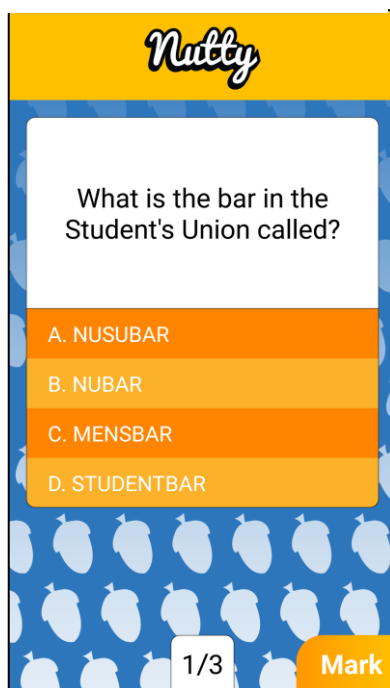 Nutty
What is the bar in the
Student's Union called?
A. NUSUBAR
B. NUBAR
C. MENSBAR
D. STUDENTBAR
1/3
Mark